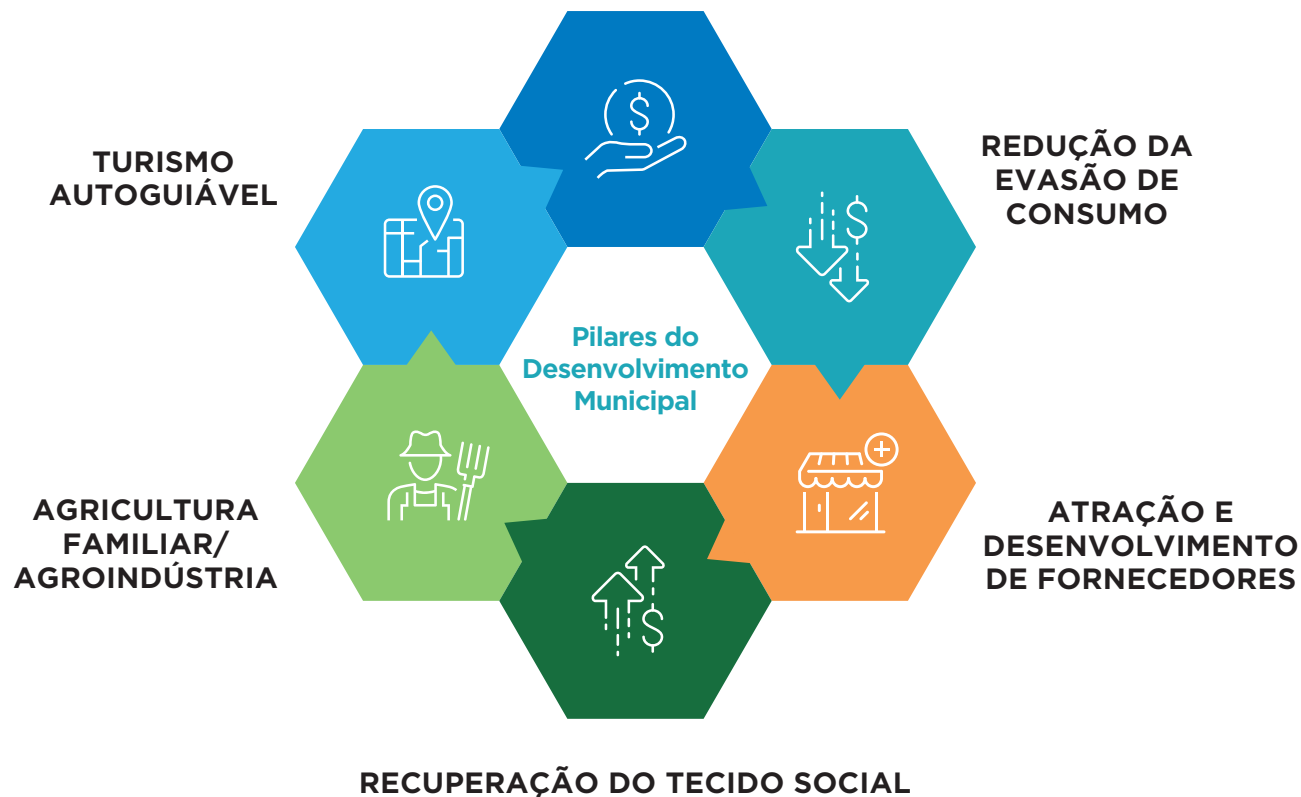 TURISMO
AUTOGUIÁVEL
REDUÇÃO DA
EVASÃO DE
CONSUMO
Pilares do
Desenvolvimento
Municipal
AGRICULTURA
FAMILIAR/
AGROINDÚSTRIA
ATRAÇÃO E
DESENVOLVIMENTO
DE FORNECEDORES
RECUPERAÇÃO DO TECIDO SOCIAL